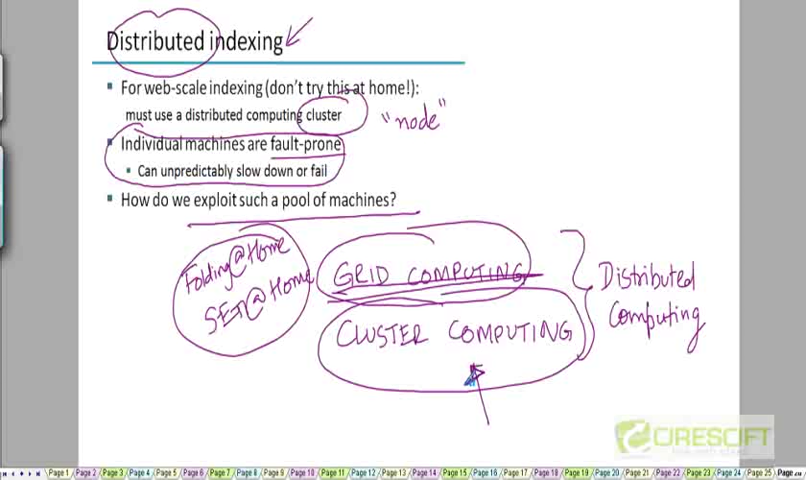 Distributed indexing
▪ For web-scale indexing (don't try this at home!):
must use a distributed computing cluster
"node"
▪ Individual machines are fault-prone
▪ Can unpredictably slow down or fail
▪ How do we exploit such a pool of machines?
Folding@Home
SETI@Home
GRID COMPUTING
CLUSTER COMPUTING
Distributed
Computing
Page 1 Page 2 Page 3 Page 4 Page 5 Page 6 Page 7 Page 8 Page 9 Page 10 Page 11 Page 12 Page 13 Page 14 Page 15 Page 16 Page 17 Page 18 Page 19 Page 20 Page 21 Page 22 Page 23 Page 24 Page 25 Page